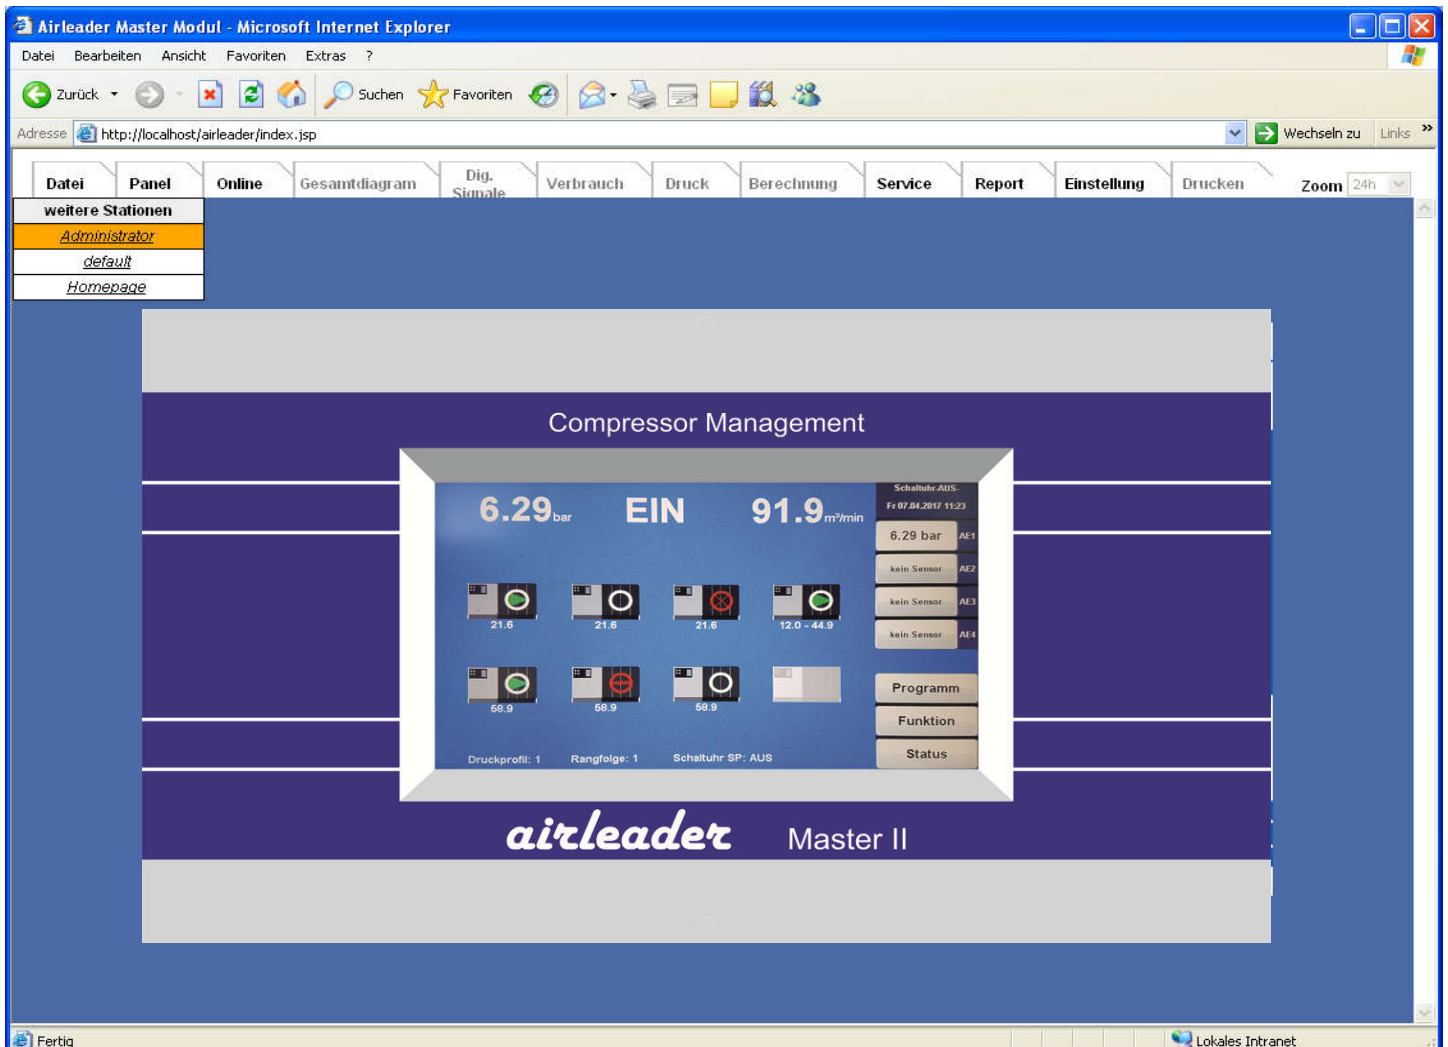 Airleader Master Modul - Microsoft Internet Explorer
Datei Bearbeiten Ansicht Favoriten Extras ?
Zurück Suchen Favoriten
Adresse http://localhost/airleader/index.jsp Wechseln zu Links »
Datei Panel Online Gesamtdiagram Dig. Signale Verbrauch Druck Berechnung Service Report Einstellung Drucken Zoom 24h
weitere Stationen
Administrator
default
Homepage
Compressor Management
Schaltuhr-AUS-
6.29 bar EIN 91.9 m³/min Fr 07.04.2017 11:23
6.29 bar AE1
kein Sensor AE2
kein Sensor AE3
21.6 21.6 21.6 12.0 - 44.9
kein Sensor AE4
Programm
58.9 58.9 58.9
Funktion
Druckprofil: 1 Rangfolge: 1 Schaltuhr SP: AUS
Status
airleader Master II
Fertig Lokales Intranet